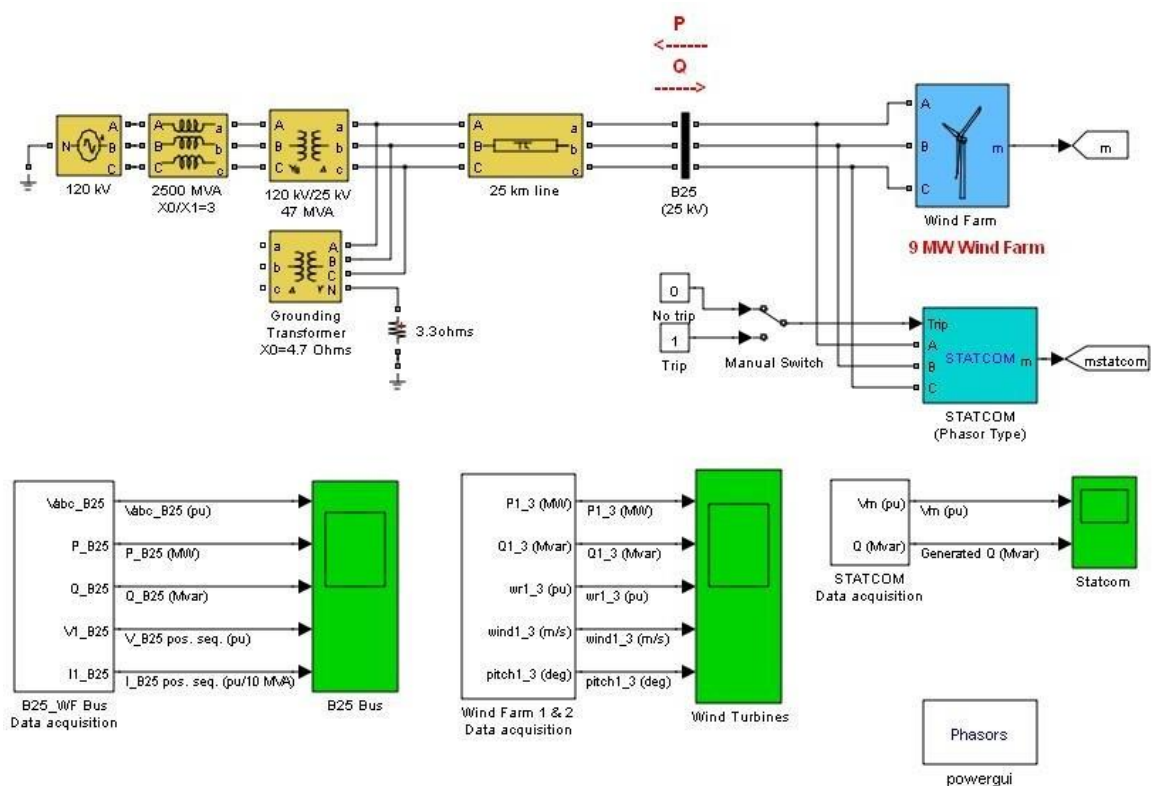 P
Q
N
A
B
C
120 kV
A
B
C
a
b
c
2500 MVA
X0/X1=3
A
B
C
a
b
c
120 kV/25 kV
47 MVA
A
B
C
a
b
c
25 km line
B25
(25 kV)
A
B
C
m
Wind Farm
m
9 MW Wind Farm
a
b
c
A
B
C
N
Grounding
Transformer
X0=4.7 Ohms
3.3ohms
0
No trip
1
Trip
Manual Switch
Trip
A
B
C
STATCOM
m
mstatcom
STATCOM
(Phasor Type)
Vabc_B25
Vabc_B25 (pu)
P_B25
P_B25 (MW)
Q_B25
Q_B25 (Mvar)
V1_B25
V_B25 pos. seq. (pu)
I1_B25
I_B25 pos. seq. (pu/10 MVA)
B25_WF Bus
Data acquisition
B25 Bus
P1_3 (MW)
P1_3 (MW)
Q1_3 (Mvar)
Q1_3 (Mvar)
wr1_3 (pu)
wr1_3 (pu)
wind1_3 (m/s)
wind1_3 (m/s)
pitch1_3 (deg)
pitch1_3 (deg)
Wind Farm 1 & 2
Data acquisition
Wind Turbines
Vm (pu)
Vm (pu)
Q (Mvar)
Generated Q (Mvar)
STATCOM
Data acquisition
Statcom
Phasors
powergui